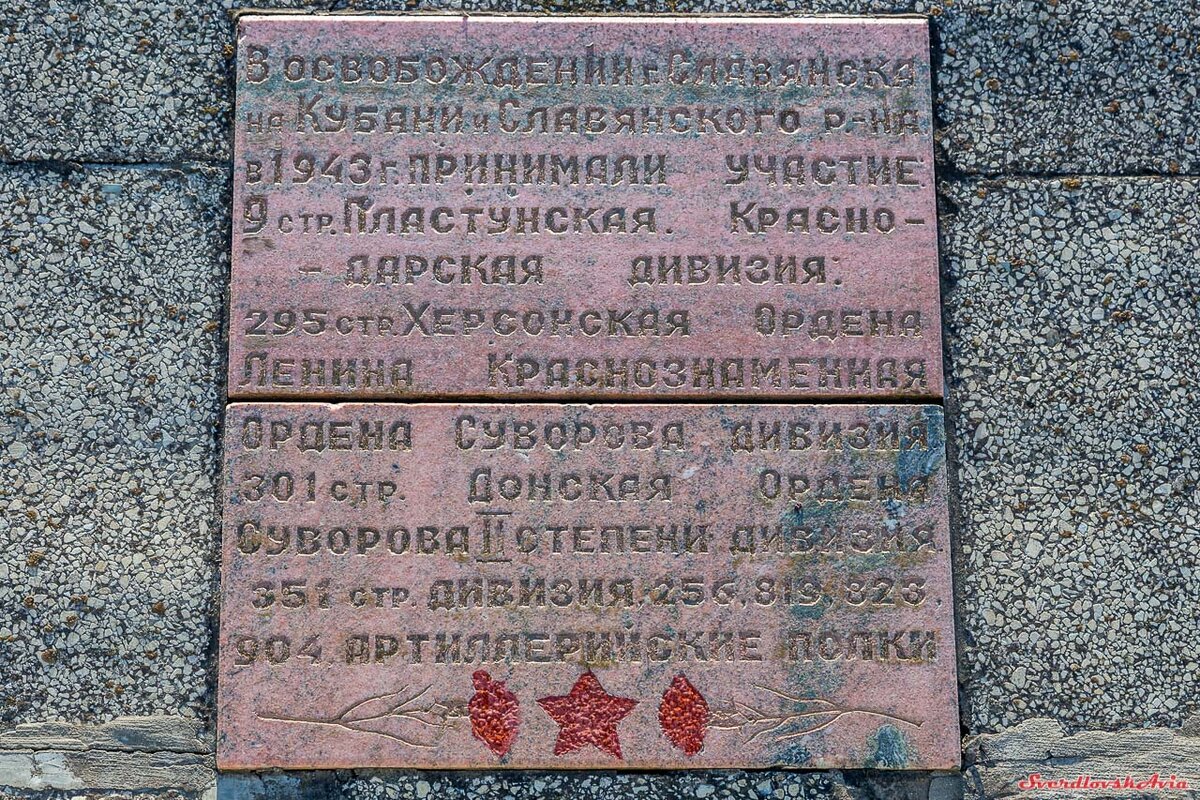 В освобождении г. Славянска
на Кубани и Славянского р-на.
в 1943 г. принимали участие:
9 стр. Пластунская. Красно-
- дарская дивизия:
295 стр. Херсонская Ордена
Ленина Краснознаменная
Ордена Суворова дивизия
301 стр. Донская Ордена
Суворова II степени дивизия.
351 стр. дивизия, 256, 819, 823
904, артиллерийские полки
SverdlovskAvia